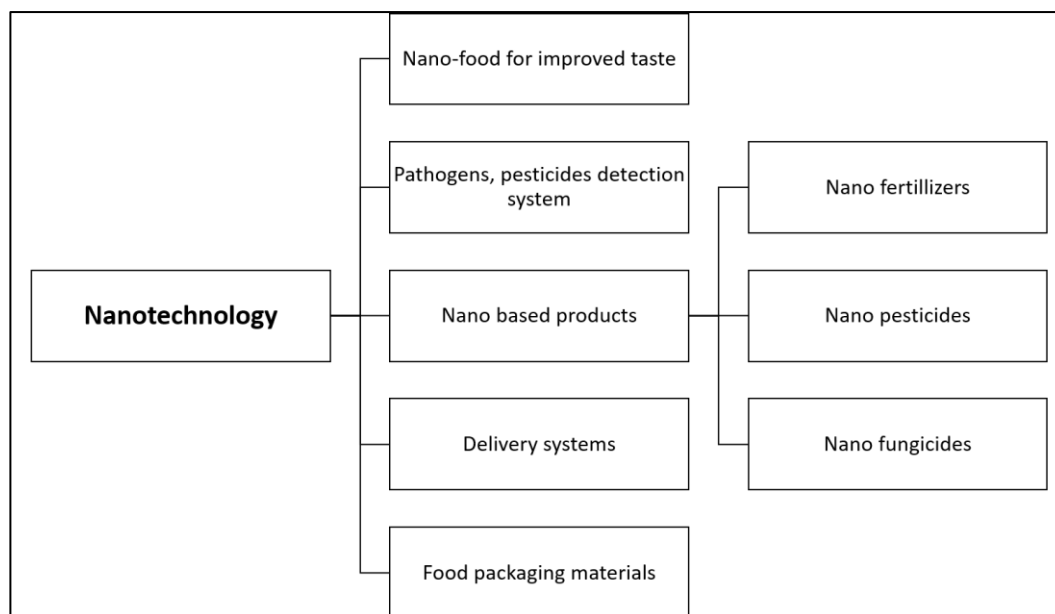 Nano-food for improved taste
Pathogens, pesticides detection
system
Nano fertillizers
Nanotechnology
Nano based products
Nano pesticides
Delivery systems
Nano fungicides
Food packaging materials